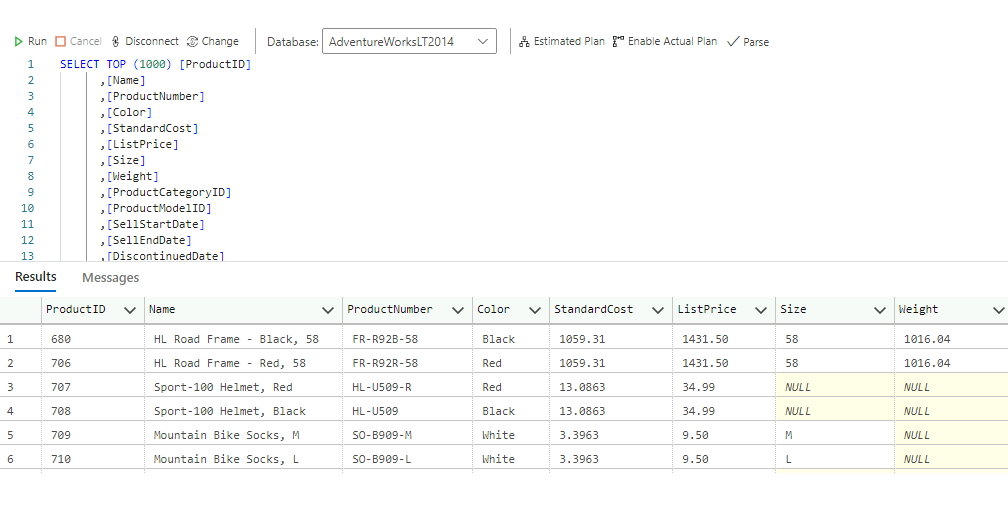 Run Cancel Disconnect Change Database: AdventureWorksLT2014 Estimated Plan Enable Actual Plan Parse
1 SELECT TOP (1000) [ProductID]
2 ,[Name]
3 ,[ProductNumber]
4 ,[Color]
5 ,[StandardCost]
6 ,[ListPrice]
7 ,[Size]
8 ,[Weight]
9 ,[ProductCategoryID]
10 ,[ProductModelID]
11 ,[SellStartDate]
12 ,[SellEndDate]
13 ,[DiscontinuedDate]
Results Messages
ProductID Name ProductNumber Color StandardCost ListPrice Size Weight
1 680 HL Road Frame - Black, 58 FR-R92B-58 Black 1059.31 1431.50 58 1016.04
2 706 HL Road Frame - Red, 58 FR-R92R-58 Red 1059.31 1431.50 58 1016.04
3 707 Sport-100 Helmet, Red HL-U509-R Red 13.0863 34.99 NULL NULL
4 708 Sport-100 Helmet, Black HL-U509 Black 13.0863 34.99 NULL NULL
5 709 Mountain Bike Socks, M SO-B909-M White 3.3963 9.50 M NULL
6 710 Mountain Bike Socks, L SO-B909-L White 3.3963 9.50 L NULL